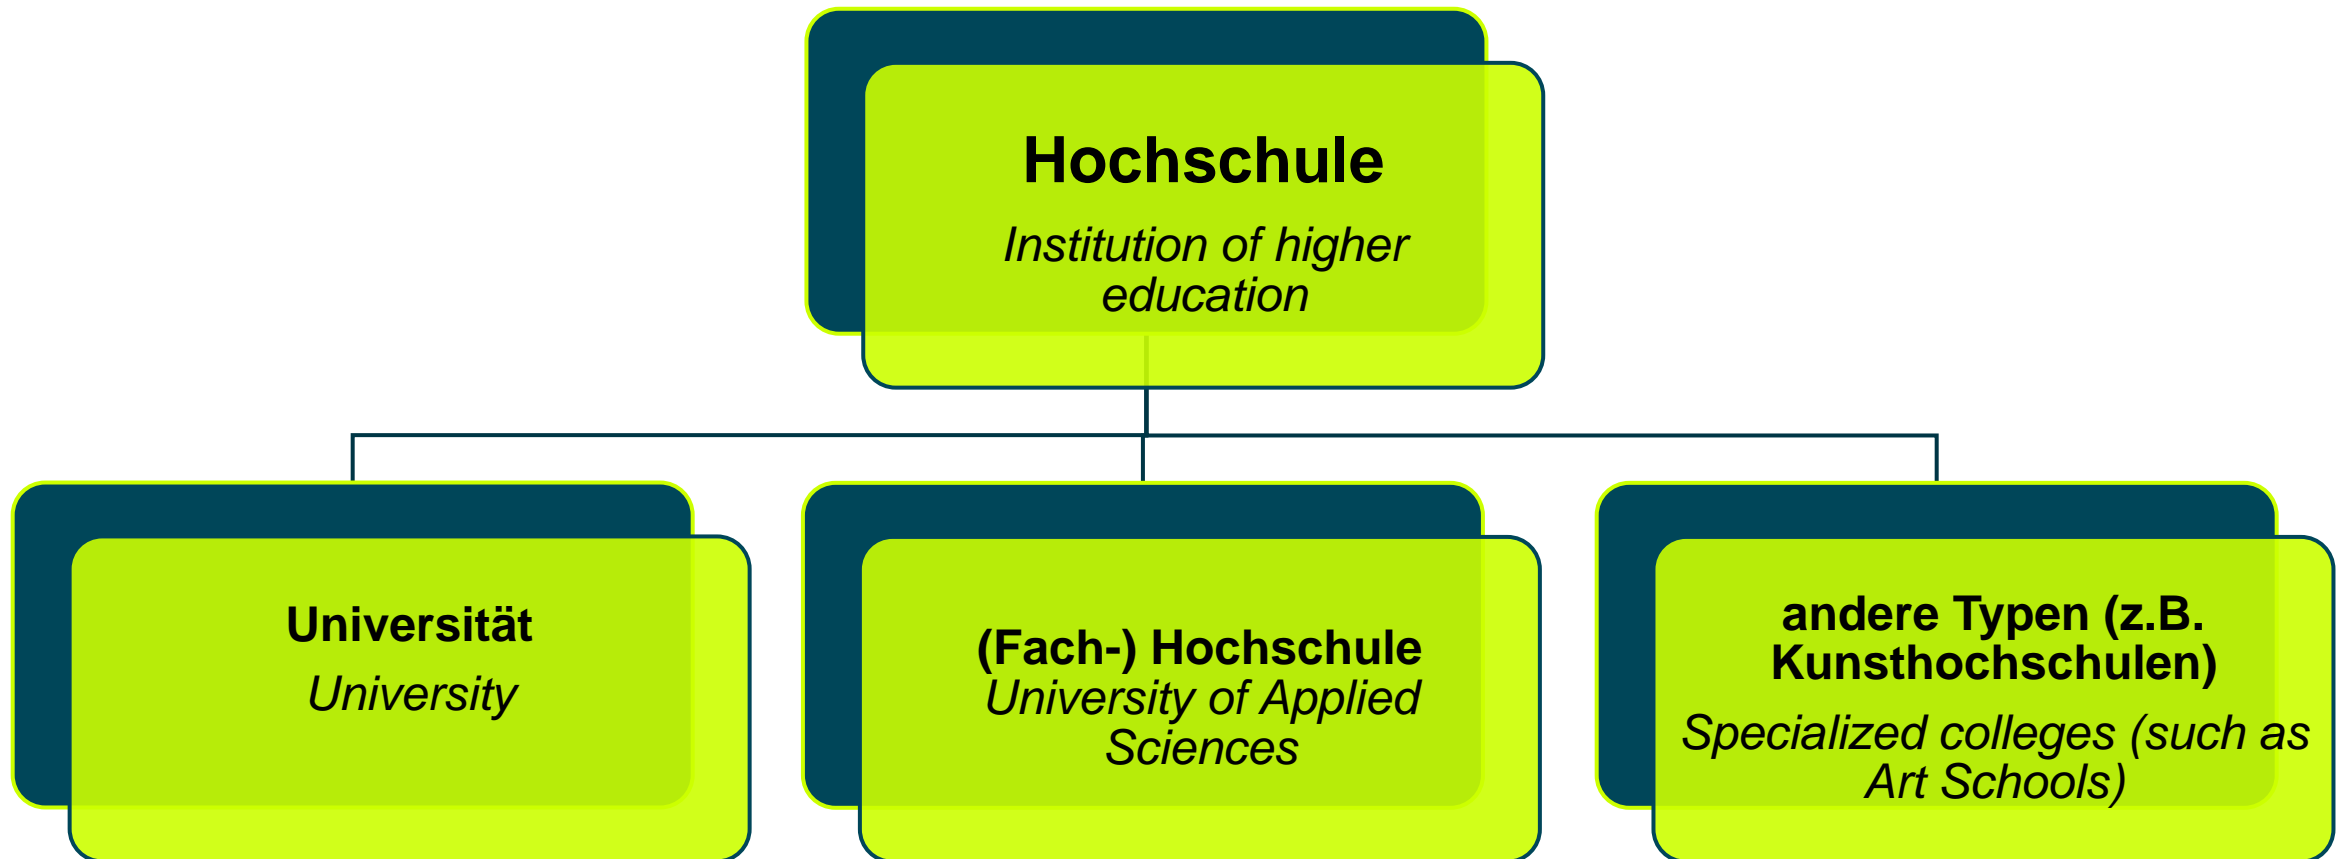 Hochschule
Institution of higher
education
Universität
University
(Fach-) Hochschule
University of Applied
Sciences
andere Typen (z.B.
Kunsthochschulen)
Specialized colleges (such as
Art Schools)